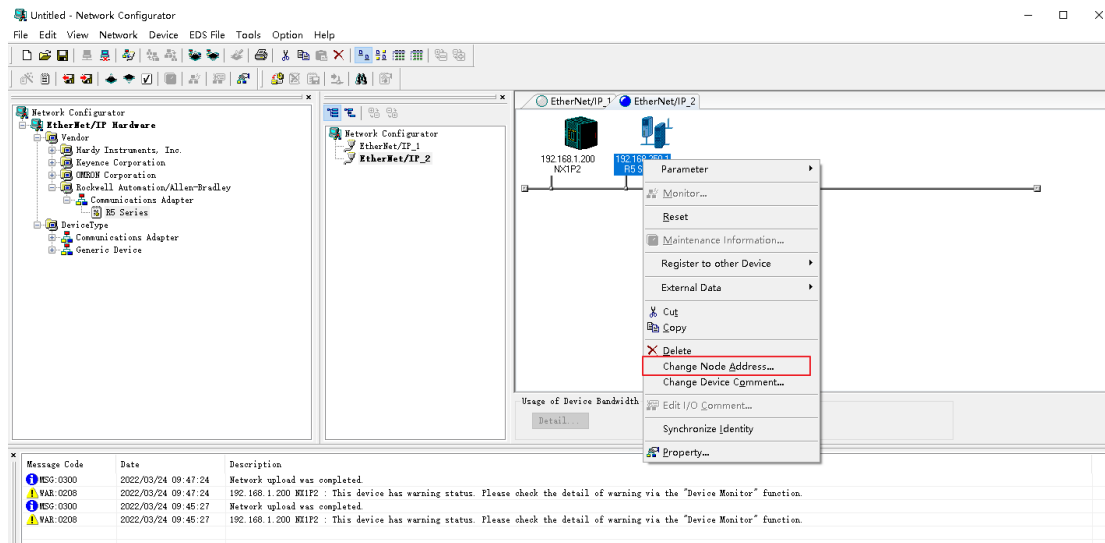 Untitled - Network Configurator
File Edit View Network Device EDS File Tools Option Help
Network Configurator
EtherNet/IP Hardware
Vendor
Hardy Instruments, Inc.
Keyence Corporation
OMRON Corporation
Rockwell Automation/Allen-Bradley
Communications Adapter
R5 Series
DeviceType
Communications Adapter
Generic Device
Network Configurator
EtherNet/IP_1
EtherNet/IP_2
EtherNet/IP_1 EtherNet/IP_2
192.168.1.200
NX1P2
192.168.250.1
R5 S
Parameter
Monitor...
Reset
Maintenance Information...
Register to other Device
External Data
Cut
Copy
Delete
Change Node Address...
Change Device Comment...
Edit I/O Comment...
Synchronize Identity
Property...
Usage of Device Bandwidth
Detail...
Message Code Date Description
MSG:0300 2022/03/24 09:47:24 Network upload was completed.
WAR:0208 2022/03/24 09:47:24 192.168.1.200 NX1P2 : This device has warning status. Please check the detail of warning via the "Device Monitor" function.
MSG:0300 2022/03/24 09:45:27 Network upload was completed.
WAR:0208 2022/03/24 09:45:27 192.168.1.200 NX1P2 : This device has warning status. Please check the detail of warning via the "Device Monitor" function.